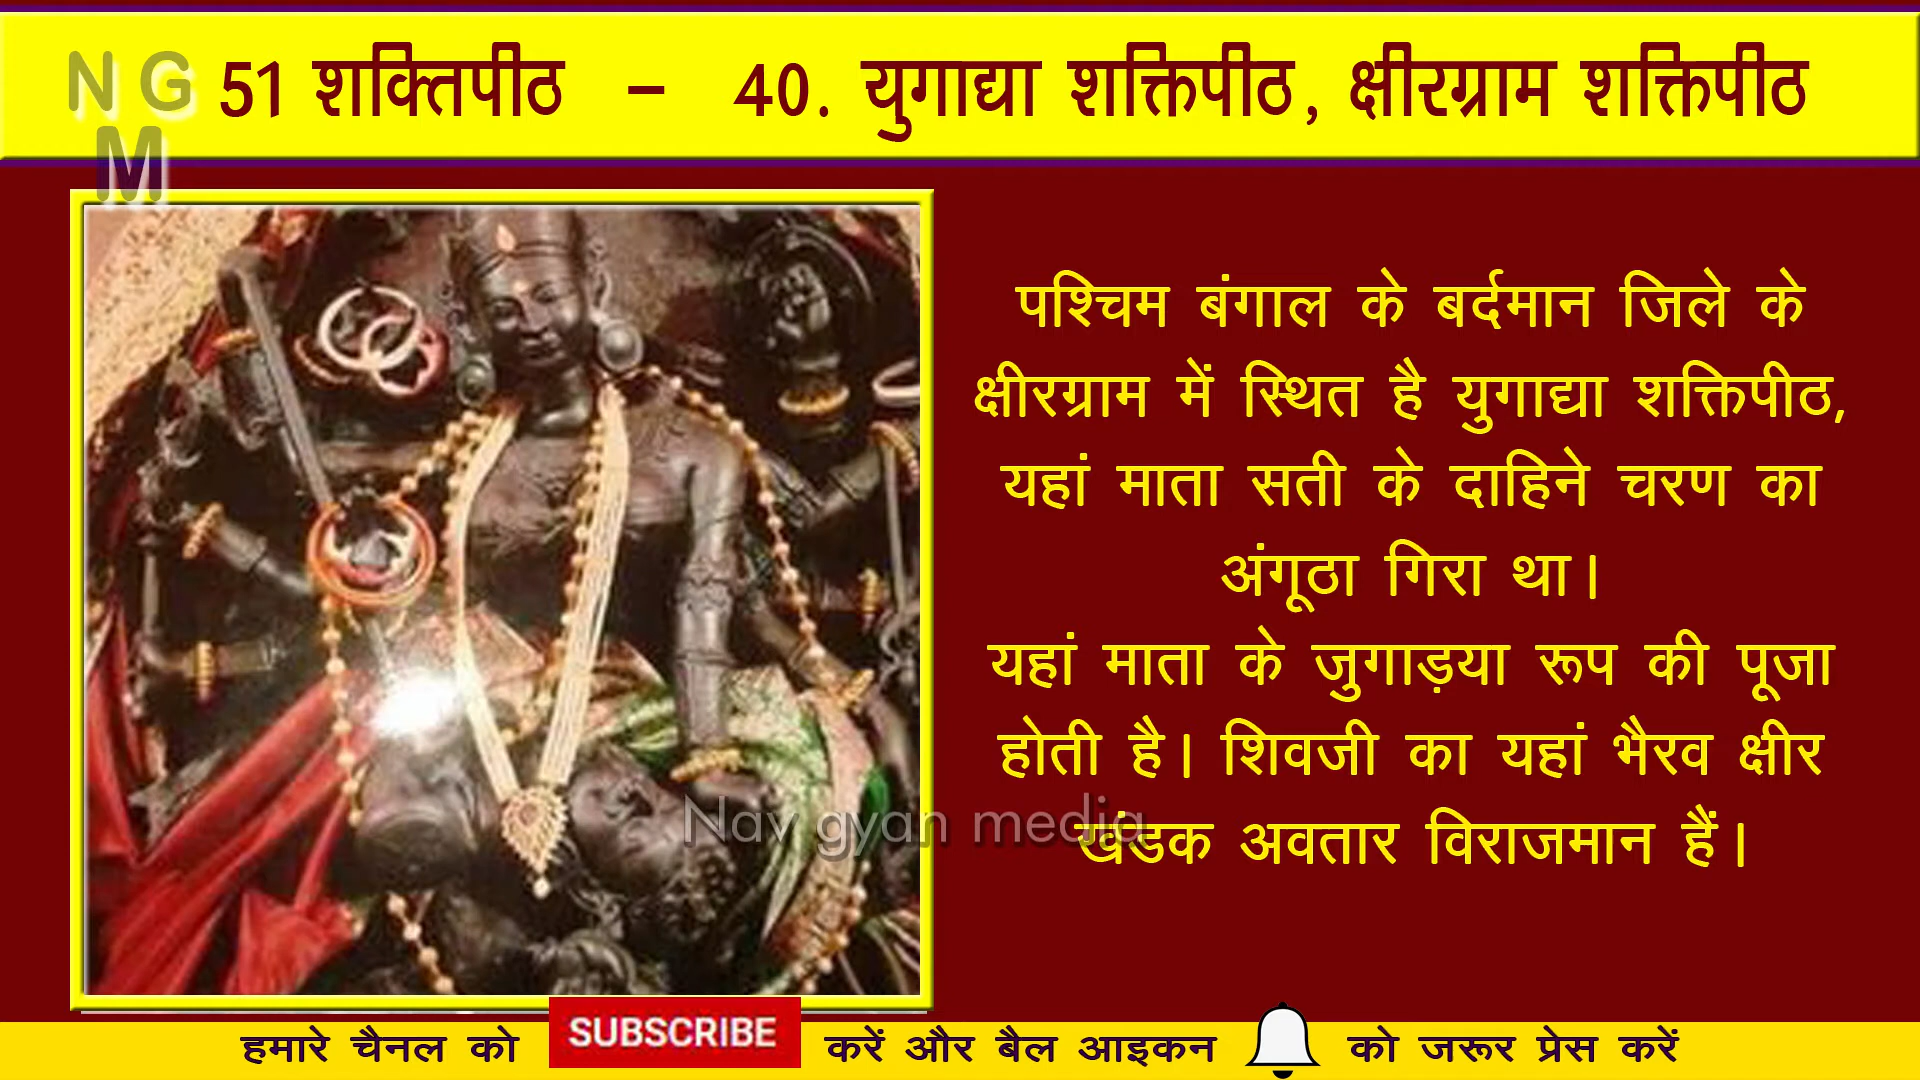 N G
M
51 शक्तिपीठ - 40. युगाद्या शक्तिपीठ, क्षीरग्राम शक्तिपीठ
पश्चिम बंगाल के बर्दमान जिले के
क्षीरग्राम में स्थित है युगाद्या शक्तिपीठ,
यहां माता सती के दाहिने चरण का
अंगूठा गिरा था।
यहां माता के जुगाड़या रूप की पूजा
होती है। शिवजी का यहां भैरव क्षीर
खंडक अवतार विराजमान हैं।
Nav gyan media
हमारे चैनल को SUBSCRIBE करें और बैल आइकन को जरूर प्रेस करें